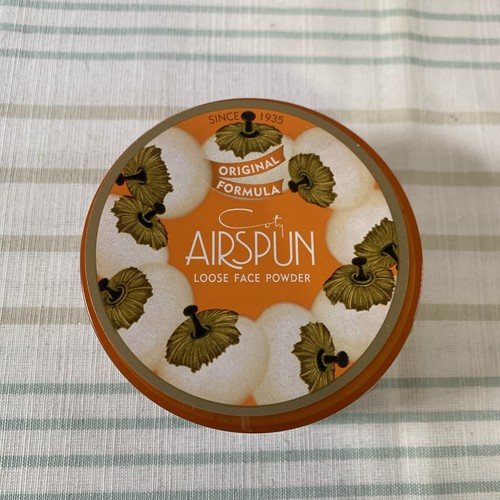 SINCE 1935
ORIGINAL
FORMULA
Coty
AIRSPUN
LOOSE FACE POWDER